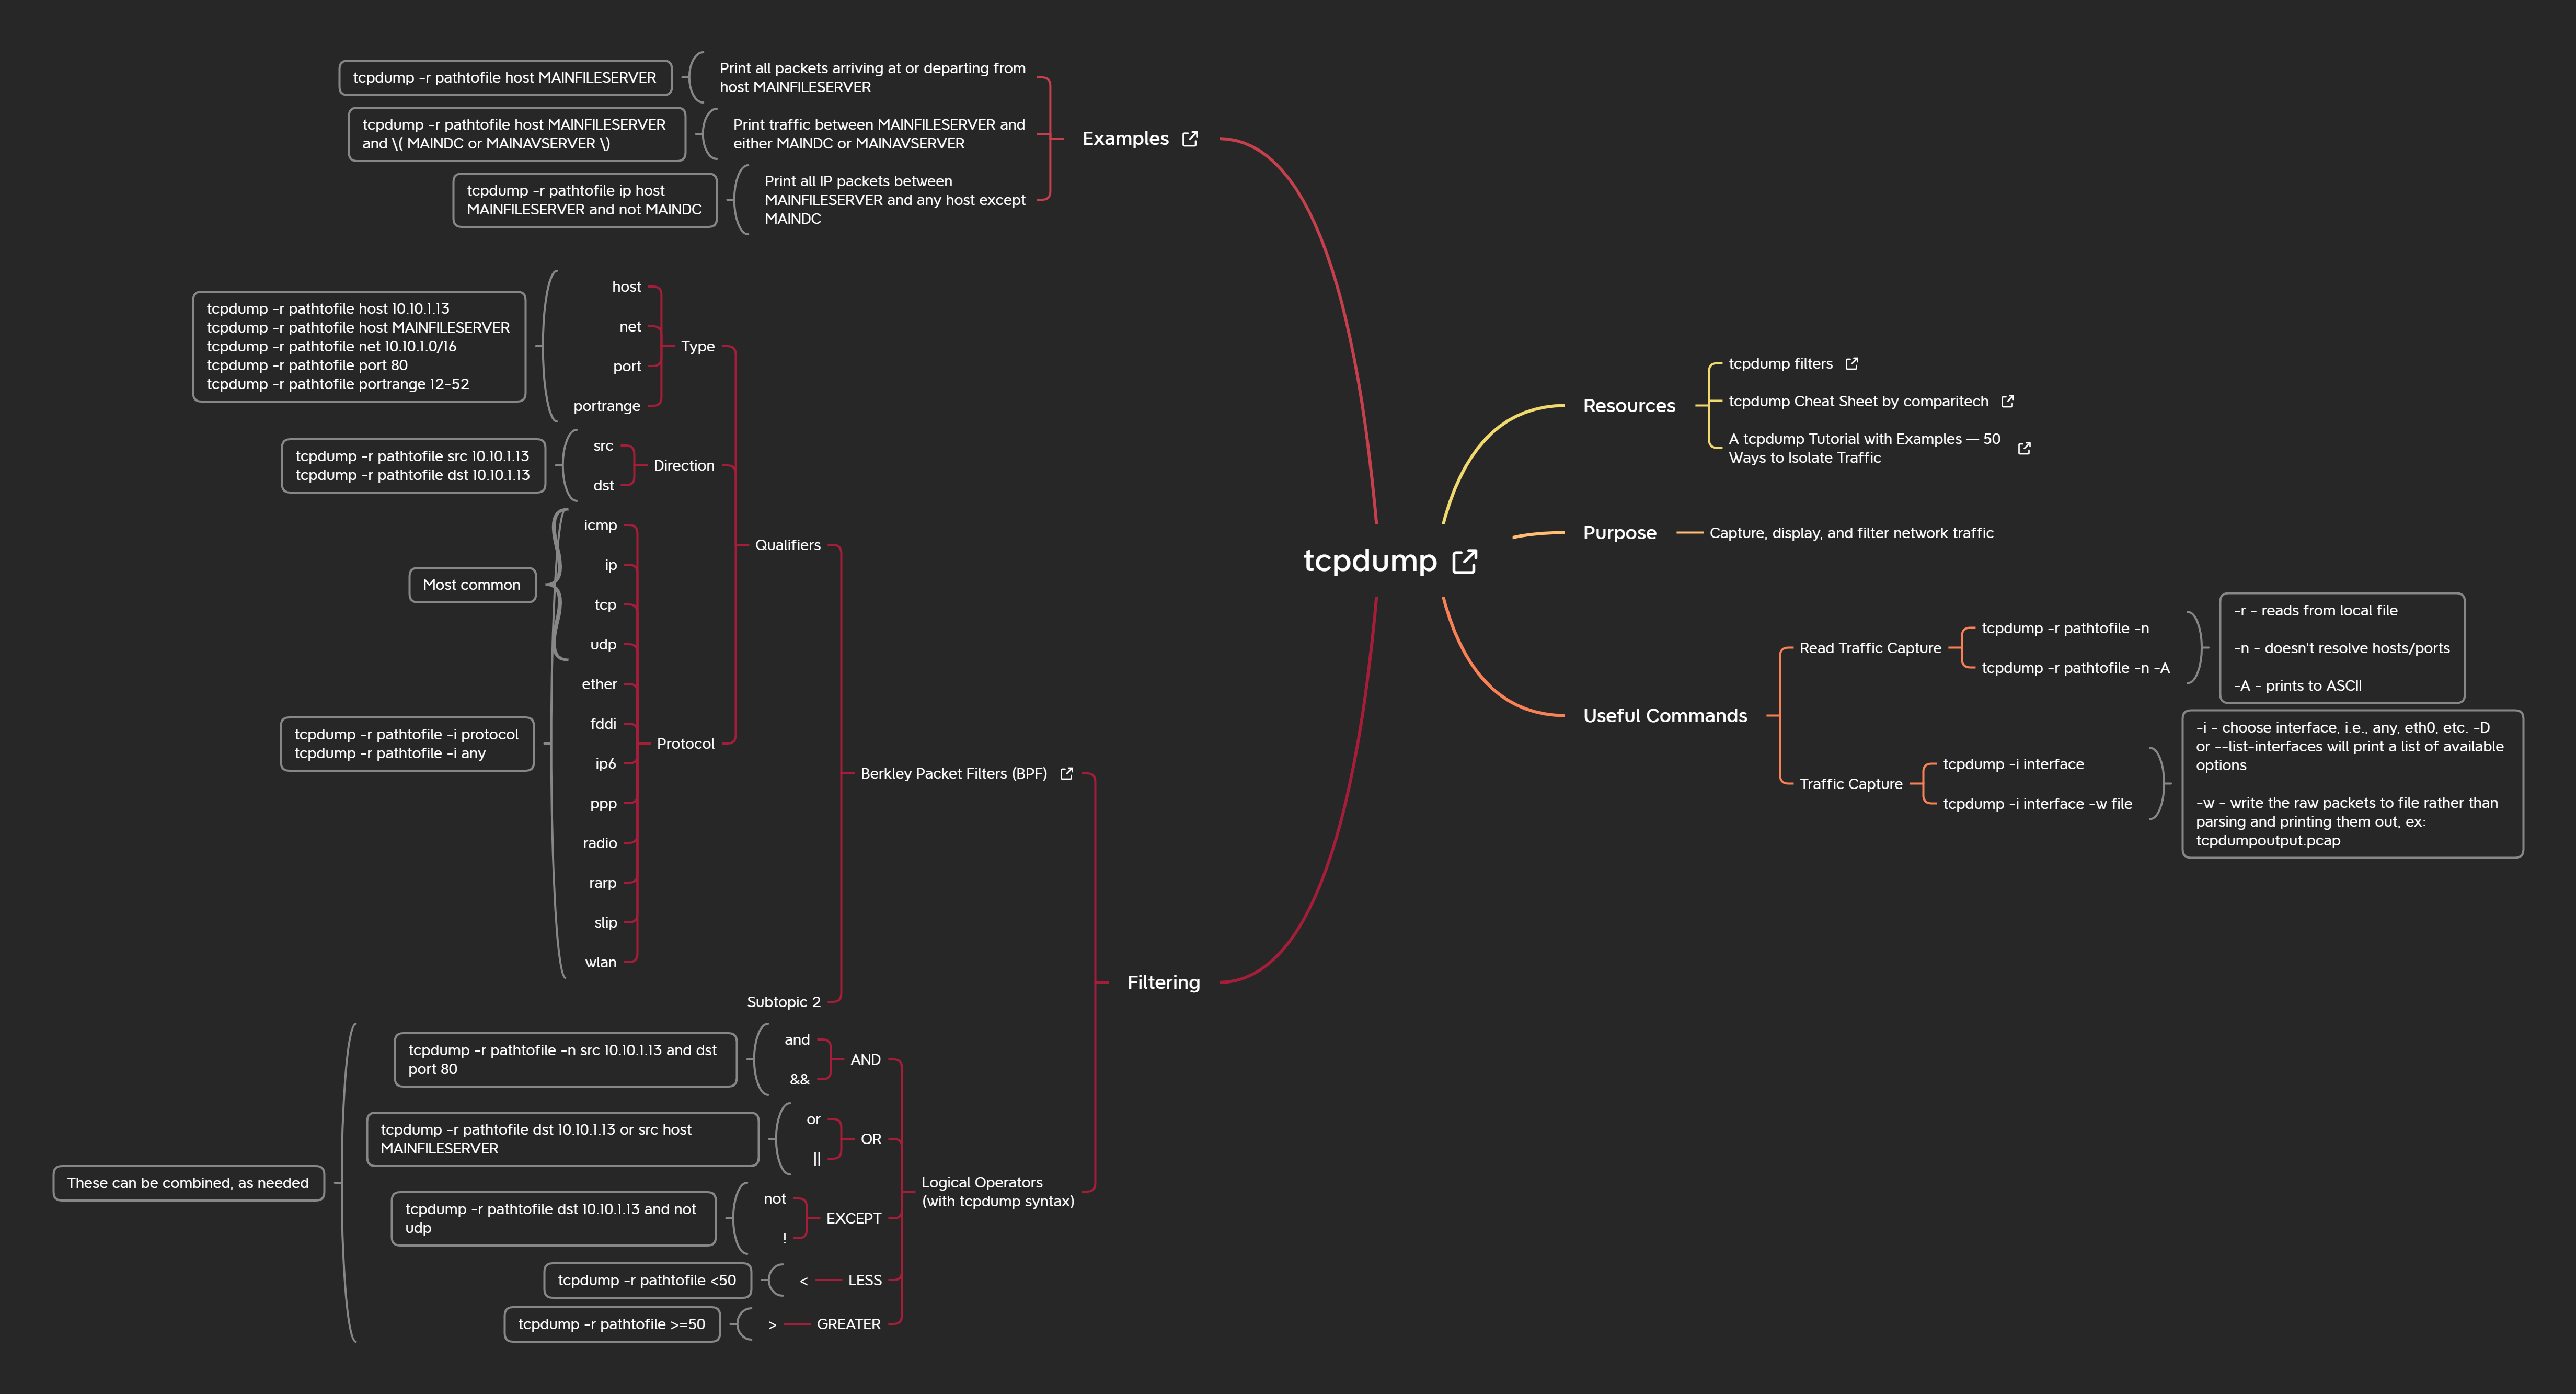 tcpdump
Examples
Print all packets arriving at or departing from
host MAINFILESERVER
tcpdump -r pathtofile host MAINFILESERVER
Print traffic between MAINFILESERVER and
either MAINDC or MAINAVSERVER
tcpdump -r pathtofile host MAINFILESERVER
and \( MAINDC or MAINAVSERVER \)
Print all IP packets between
MAINFILESERVER and any host except
MAINDC
tcpdump -r pathtofile ip host
MAINFILESERVER and not MAINDC
Resources
tcpdump filters
tcpdump Cheat Sheet by comparitech
A tcpdump Tutorial with Examples — 50
Ways to Isolate Traffic
Purpose
Capture, display, and filter network traffic
Useful Commands
Read Traffic Capture
tcpdump -r pathtofile -n
tcpdump -r pathtofile -n -A
-r - reads from local file
-n - doesn't resolve hosts/ports
-A - prints to ASCII
Traffic Capture
tcpdump -i interface
tcpdump -i interface -w file
-i - choose interface, i.e., any, eth0, etc. -D
or --list-interfaces will print a list of available
options
-w - write the raw packets to file rather than
parsing and printing them out, ex:
tcpdumpoutput.pcap
Filtering
Berkley Packet Filters (BPF)
Qualifiers
Type
host
net
port
portrange
tcpdump -r pathtofile host 10.10.1.13
tcpdump -r pathtofile host MAINFILESERVER
tcpdump -r pathtofile net 10.10.1.0/16
tcpdump -r pathtofile port 80
tcpdump -r pathtofile portrange 12-52
Direction
src
dst
tcpdump -r pathtofile src 10.10.1.13
tcpdump -r pathtofile dst 10.10.1.13
Protocol
icmp
ip
tcp
udp
Most common
ether
fddi
ip6
ppp
radio
rarp
slip
wlan
tcpdump -r pathtofile -i protocol
tcpdump -r pathtofile -i any
Subtopic 2
Logical Operators
(with tcpdump syntax)
AND
and
&&
tcpdump -r pathtofile -n src 10.10.1.13 and dst
port 80
OR
or
||
tcpdump -r pathtofile dst 10.10.1.13 or src host
MAINFILESERVER
EXCEPT
not
!
tcpdump -r pathtofile dst 10.10.1.13 and not
udp
LESS
<
tcpdump -r pathtofile <50
GREATER
>
tcpdump -r pathtofile >=50
These can be combined, as needed